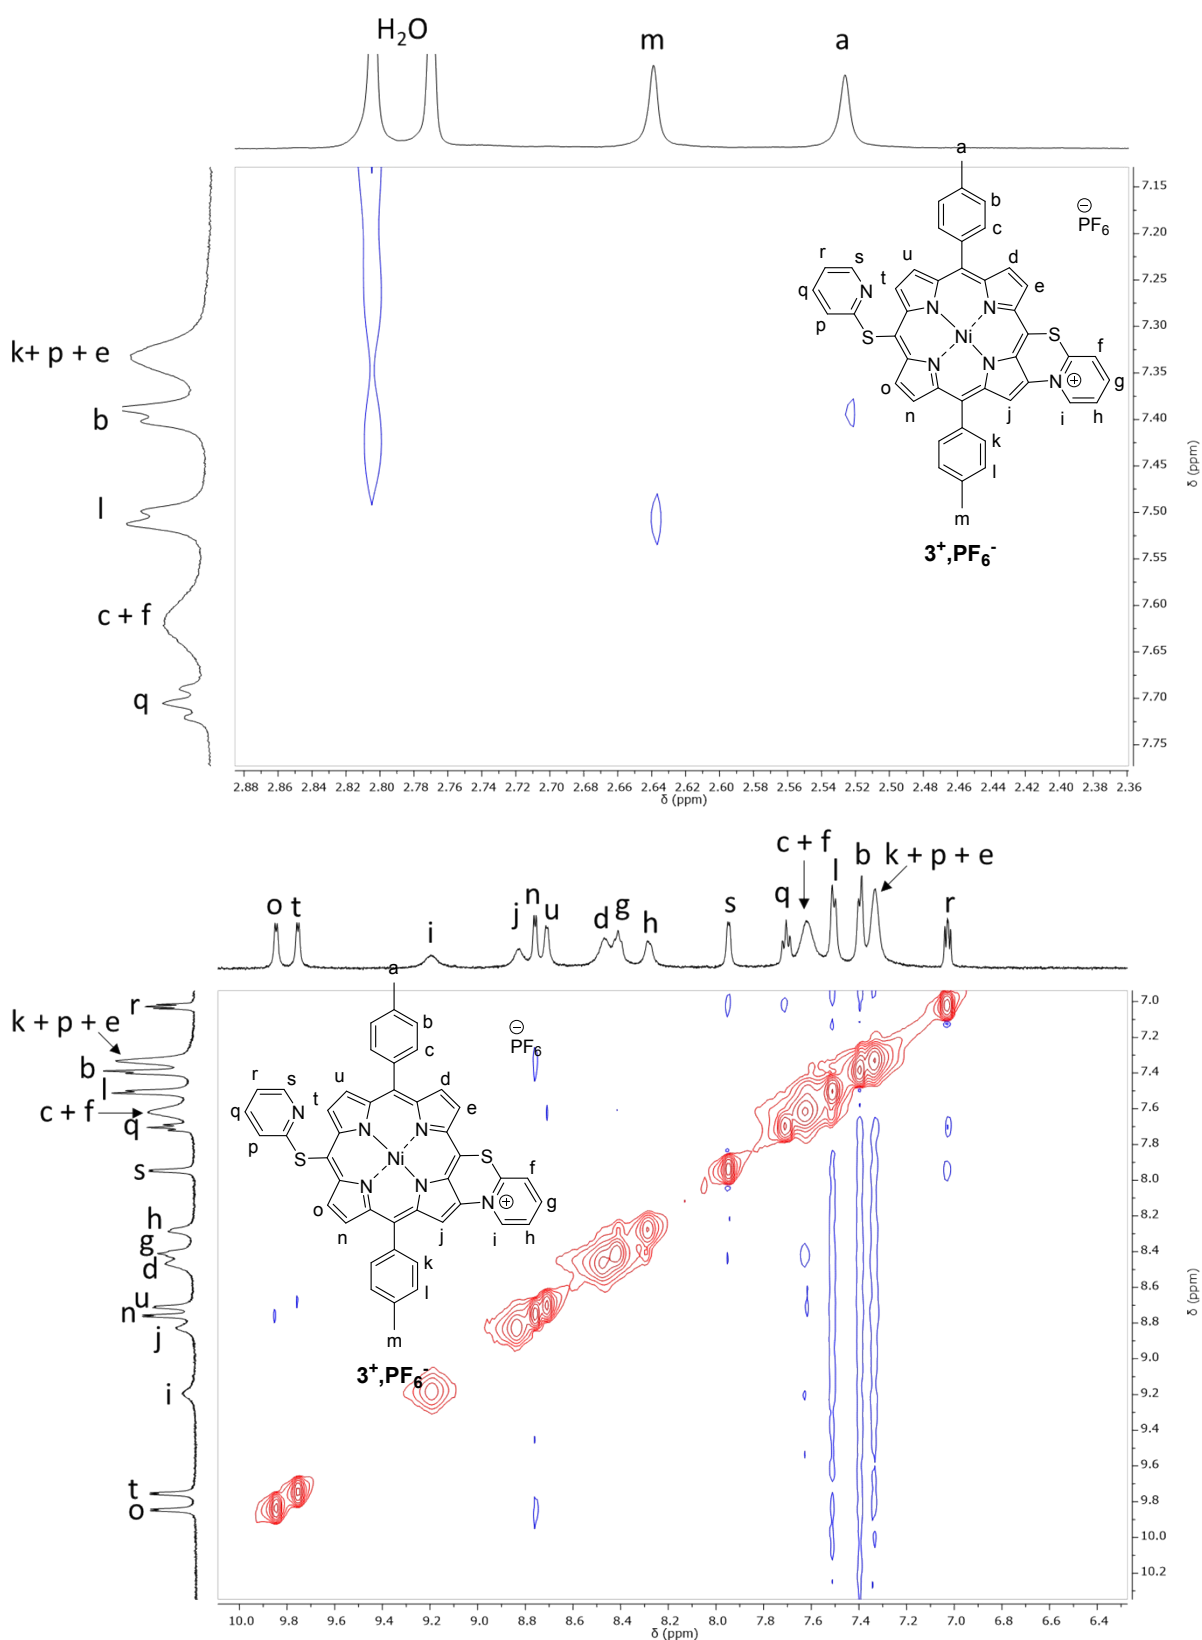 H₂O
m
a
k+ p + e
b
l
c + f
q
7.15
7.20
7.25
7.30
7.35
7.40
7.45
7.50
7.55
7.60
7.65
7.70
7.75
δ (ppm)
2.88 2.86 2.84 2.82 2.80 2.78 2.76 2.74 2.72 2.70 2.68 2.66 2.64 2.62 2.60 2.58 2.56 2.54 2.52 2.50 2.48 2.46 2.44 2.42 2.40 2.38 2.36
δ (ppm)
a
b
c
⊖
PF₆
r
s
u
d
q
t
N
e
p
N
N
S
Ni
S
f
N
N
N
⊕
g
o
n
j
i
h
k
l
m
3⁺,PF₆⁻
c + f
l
b
k + p + e
o
t
i
j
n
u
d
g
h
s
q
r
r
k + p + e
b
l
c + f
q
s
h
g
d
u
n
j
i
t
o
a
b
c
⊖
PF₆
r
s
u
d
q
t
N
e
p
N
N
S
Ni
S
f
N
N
N
⊕
g
o
n
j
i
h
k
l
m
3⁺,PF₆⁻
7.0
7.2
7.4
7.6
7.8
8.0
8.2
8.4
8.6
8.8
9.0
9.2
9.4
9.6
9.8
10.0
10.2
δ (ppm)
10.0 9.8 9.6 9.4 9.2 9.0 8.8 8.6 8.4 8.2 8.0 7.8 7.6 7.4 7.2 7.0 6.8 6.6 6.4
δ (ppm)